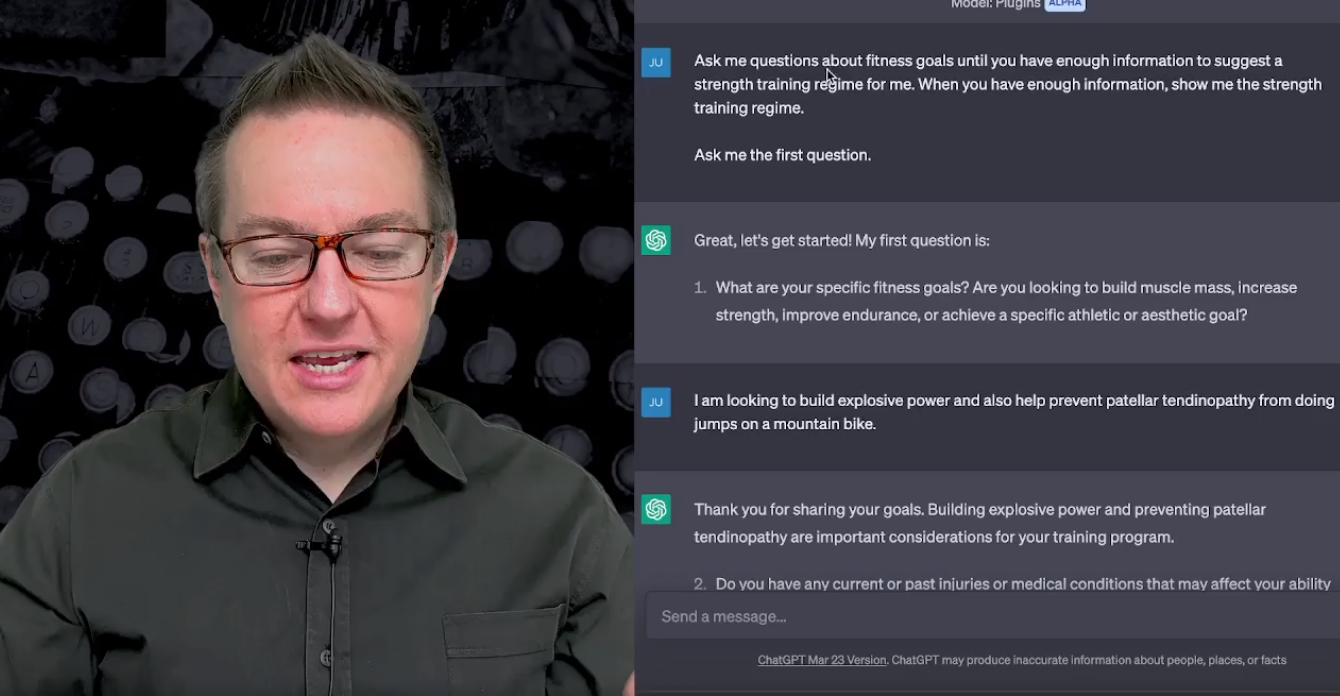 Model: Plugins ALPHA
JU
Ask me questions about fitness goals until you have enough information to suggest a
strength training regime for me. When you have enough information, show me the strength
training regime.
Ask me the first question.
Great, let's get started! My first question is:
1. What are your specific fitness goals? Are you looking to build muscle mass, increase
strength, improve endurance, or achieve a specific athletic or aesthetic goal?
JU
I am looking to build explosive power and also help prevent patellar tendinopathy from doing
jumps on a mountain bike.
Thank you for sharing your goals. Building explosive power and preventing patellar
tendinopathy are important considerations for your training program.
2. Do you have any current or past injuries or medical conditions that may affect your ability
Send a message...
ChatGPT Mar 23 Version. ChatGPT may produce inaccurate information about people, places, or facts
W
A